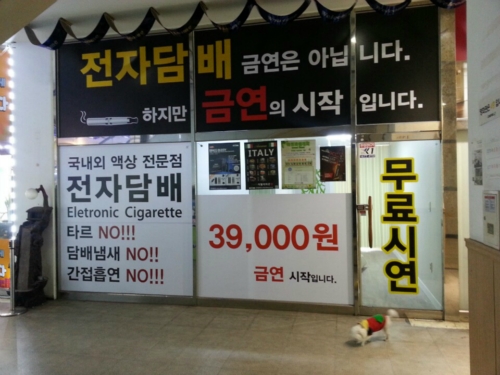 전자담배 금연은 아닙 니다.
하지만 금연의 시작 입니다.
국내외 액상 전문점
전자담배
Eletronic Cigarette
타르 NO!!!
담배냄새 NO!!
간접흡연 NO!!!
ITALY
39,000원
금연 시작입니다.
무료시연